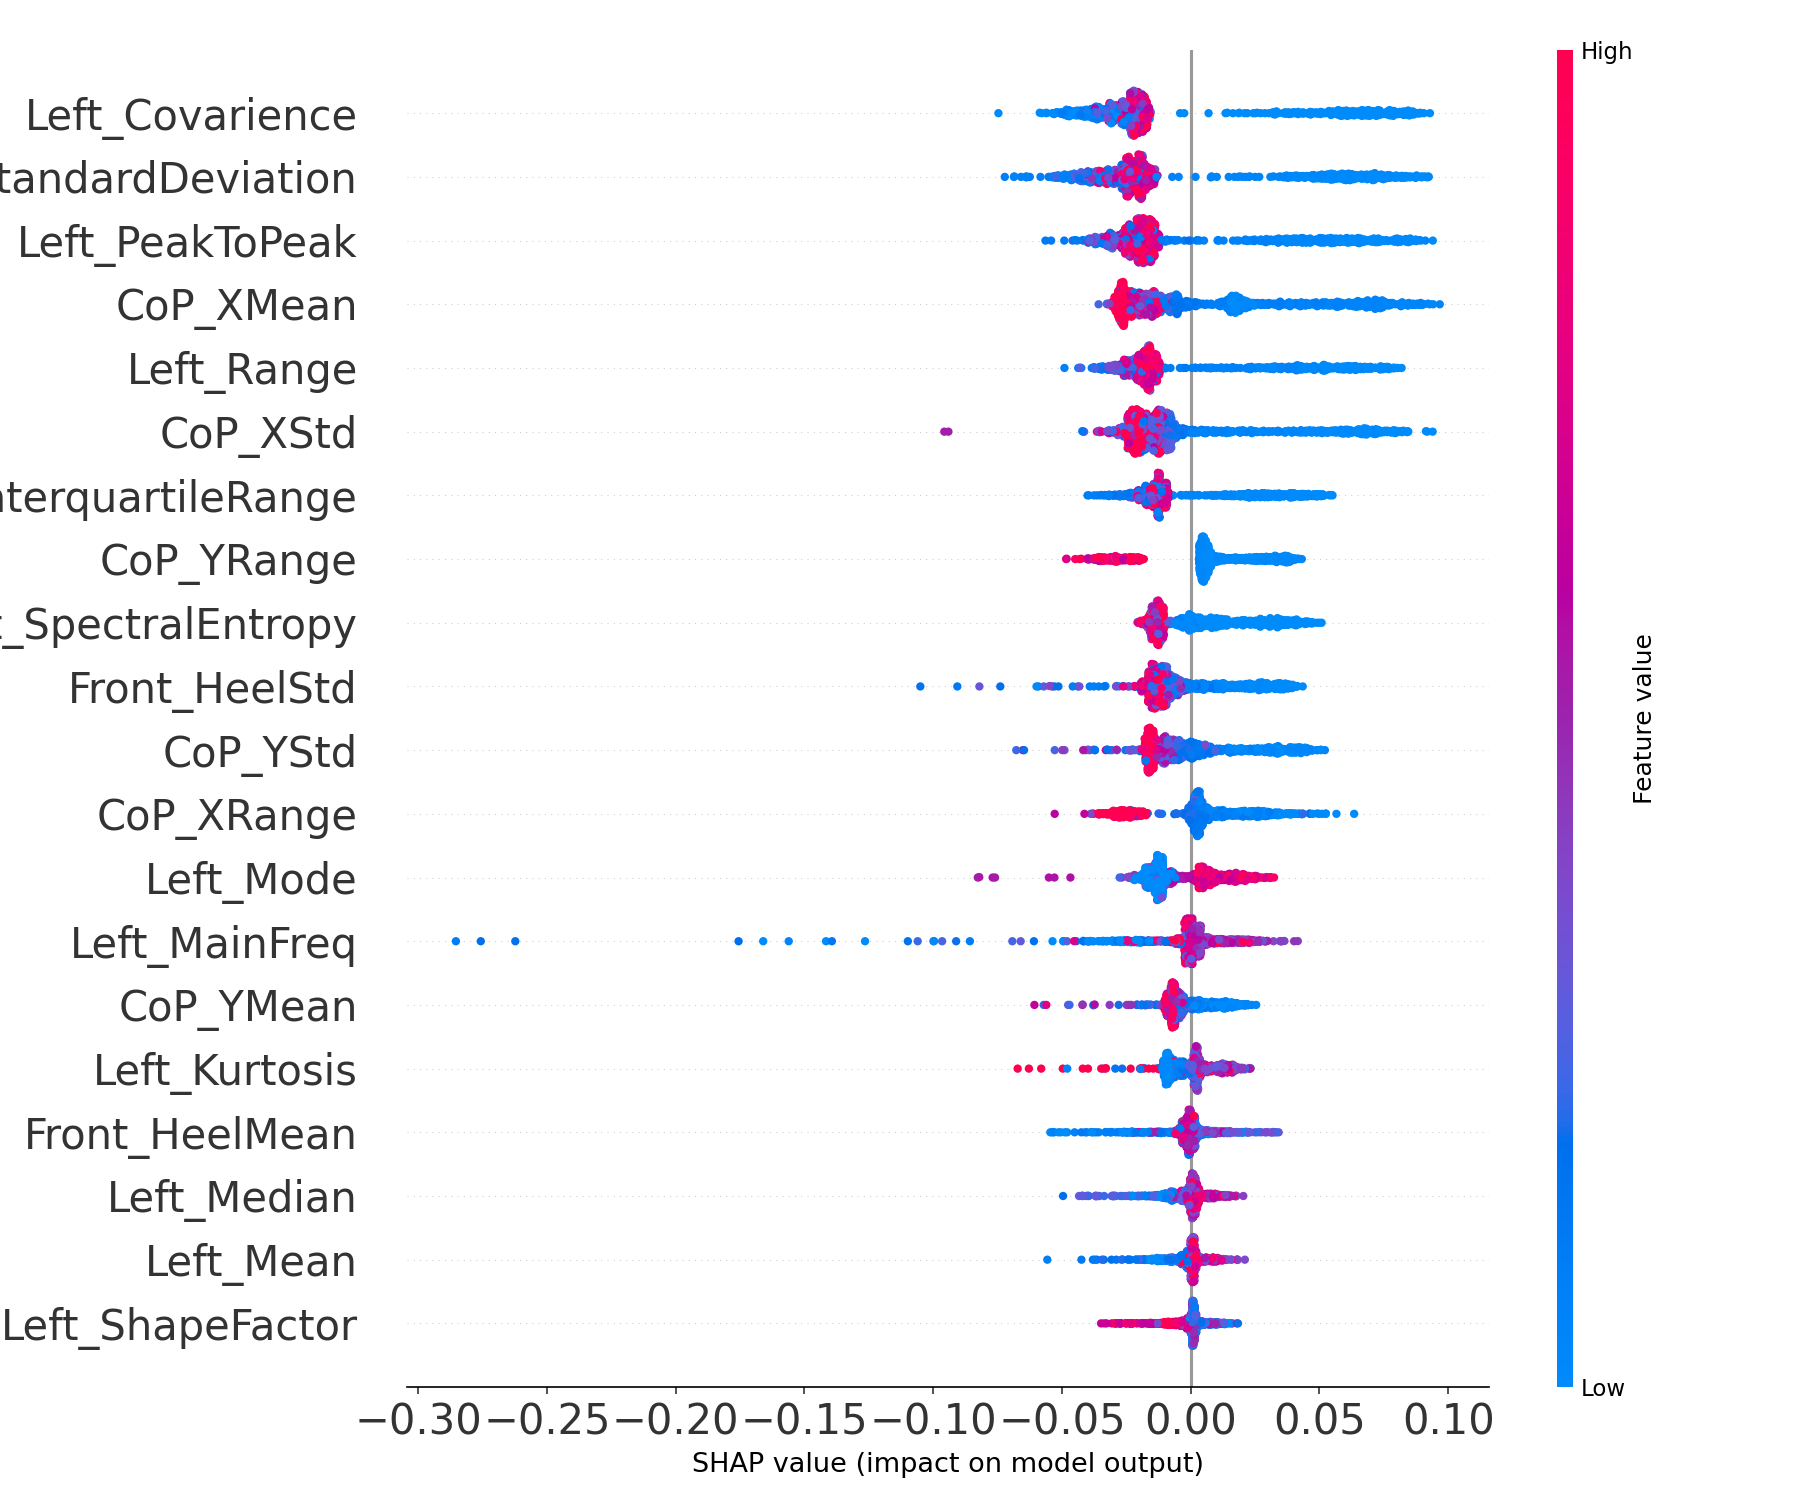 High
Left_Covarience
tandardDeviation
Left_PeakToPeak
CoP_XMean
Left_Range
CoP_XStd
nterquartileRange
CoP_YRange
t_SpectralEntropy
Front_HeelStd
CoP_YStd
CoP_XRange
Left_Mode
Left_MainFreq
CoP_YMean
Left_Kurtosis
Front_HeelMean
Left_Median
Left_Mean
Left_ShapeFactor
Feature value
Low
−0.30 −0.25 −0.20 −0.15 −0.10 −0.05 0.00 0.05 0.10
SHAP value (impact on model output)